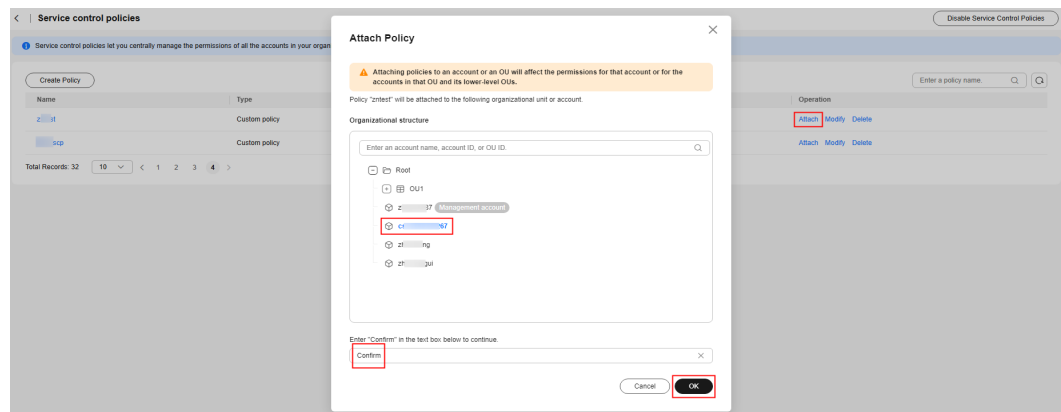 Service control policies
Disable Service Control Policies
Service control policies let you centrally manage the permissions of all the accounts in your organ
Create Policy
Enter a policy name.
Name Type Operation
Custom policy Attach Modify Delete
scp Custom policy Attach Modify Delete
Total Records: 32 10 < 1 2 3 4 >
Attach Policy
Attaching policies to an account or an OU will affect the permissions for that account or for the
accounts in that OU and its lower-level OUs.
Policy "zntest" will be attached to the following organizational unit or account.
Organizational structure
Enter an account name, account ID, or OU ID.
Root
OU1
Management account
ng
gui
Enter "Confirm" in the text box below to continue.
Confirm
Cancel OK